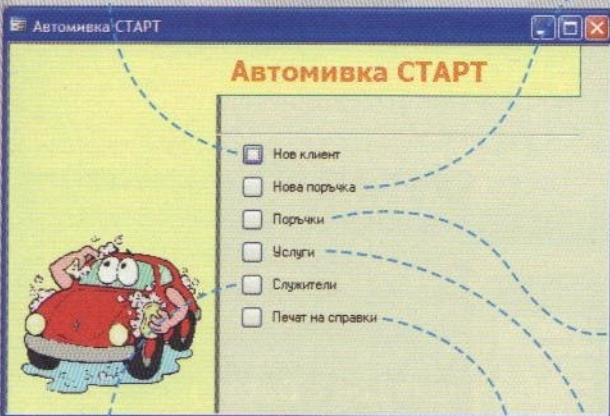 Автомивка СТАРТ
Автомивка СТАРТ
Нов клиент
Нова поръчка
Поръчки
Услуги
Служители
Печат на справки